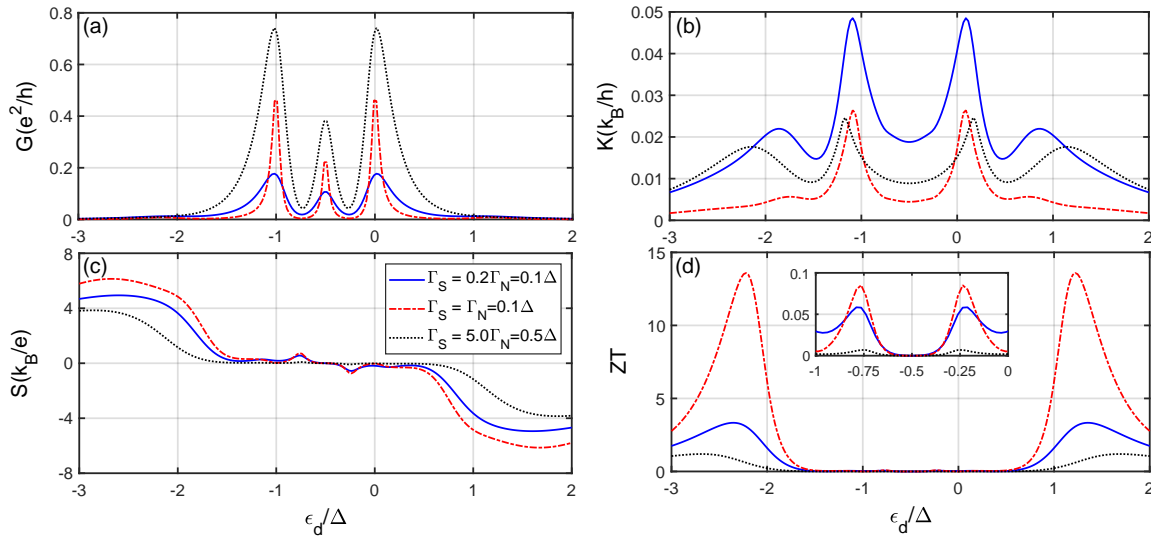 (a)
G(e²/h)
0.8
0.6
0.4
0.2
0
-3 -2 -1 0 1 2
(b)
K(k_B/h)
0.05
0.04
0.03
0.02
0.01
0.00
-3 -2 -1 0 1 2
(c)
S(k_B/e)
8
4
0
-4
-8
-3 -2 -1 0 1 2
ϵ_d/Δ
Γ_S = 0.2Γ_N=0.1Δ
Γ_S = Γ_N=0.1Δ
Γ_S = 5.0Γ_N=0.5Δ
(d)
ZT
15
10
5
0
-3 -2 -1 0 1 2
ϵ_d/Δ
0.1
0.05
0
-1 -0.75 -0.5 -0.25 0